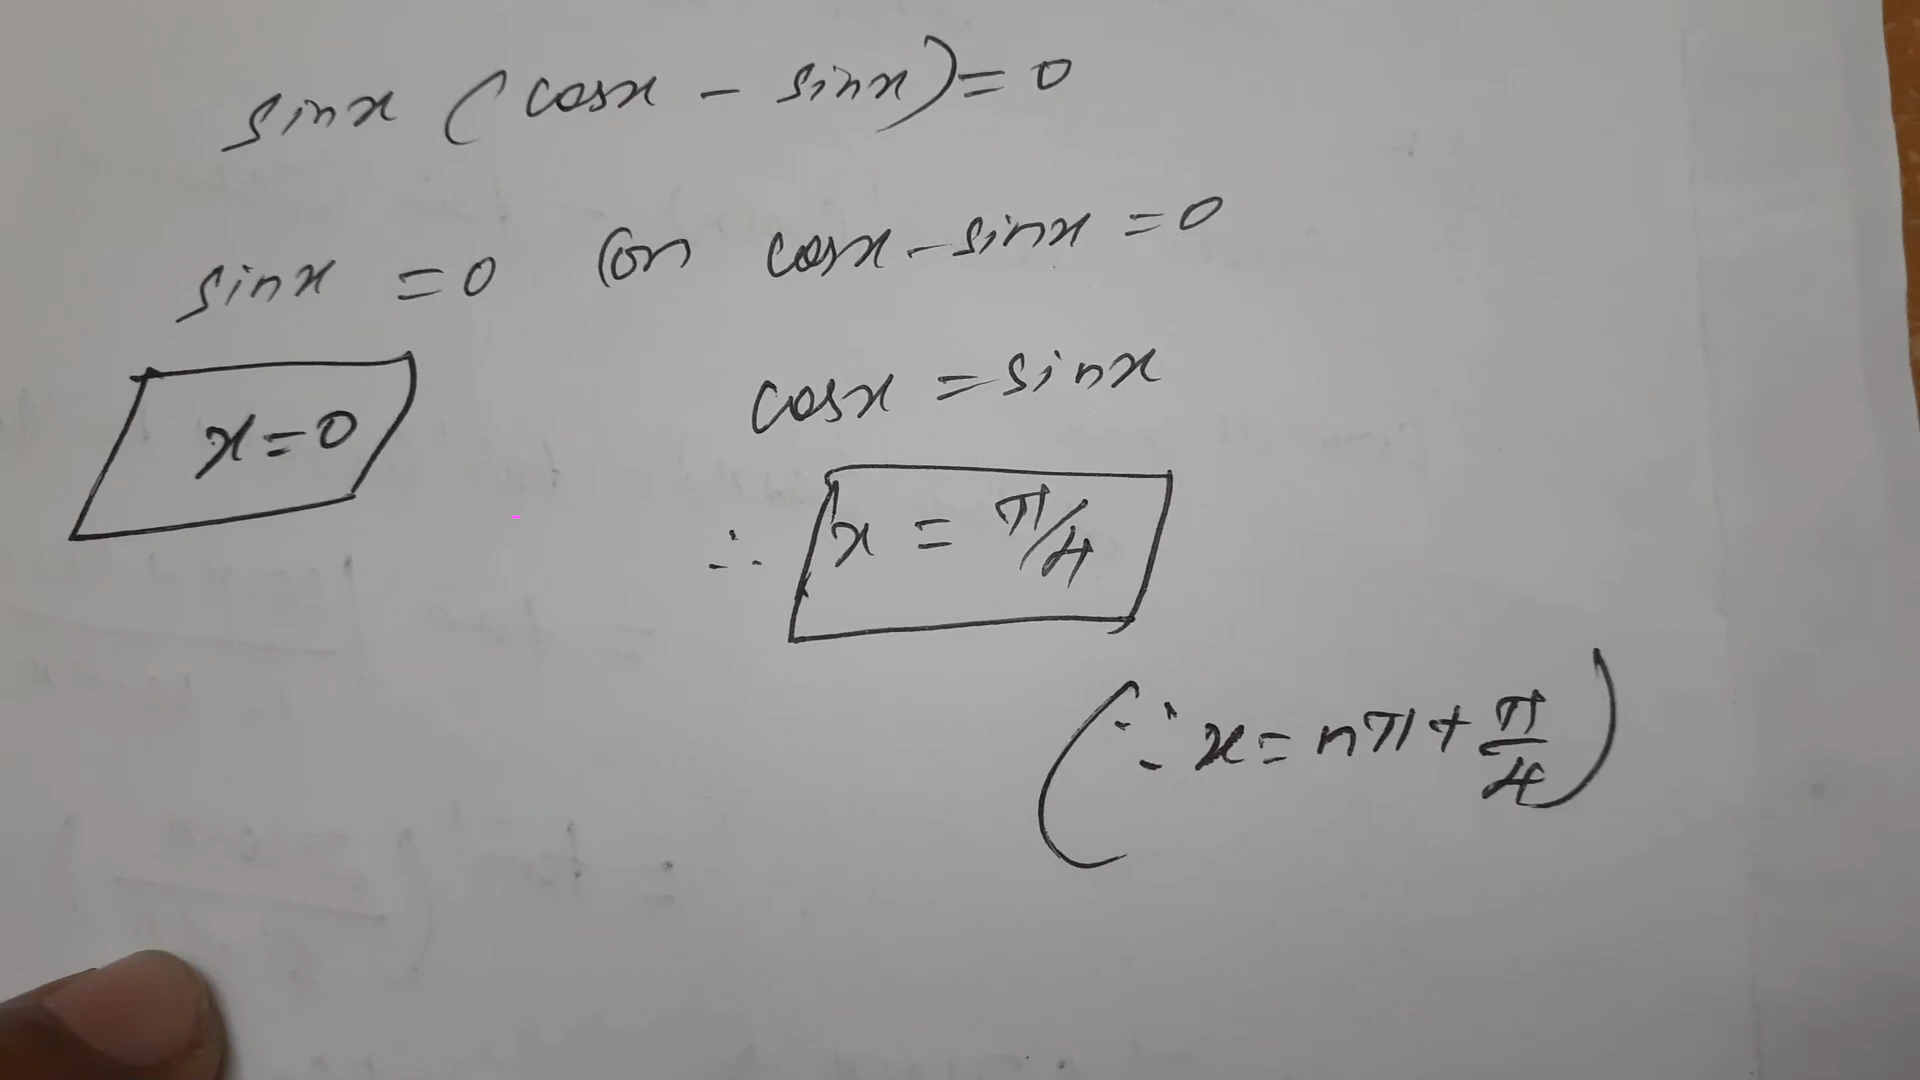 sinx (cosx - sinx) = 0
sinx = 0 (or) cosx - sinx = 0
cosx = sinx
x = 0
∴ x = π/4
(∵ x = nπ + π/4)